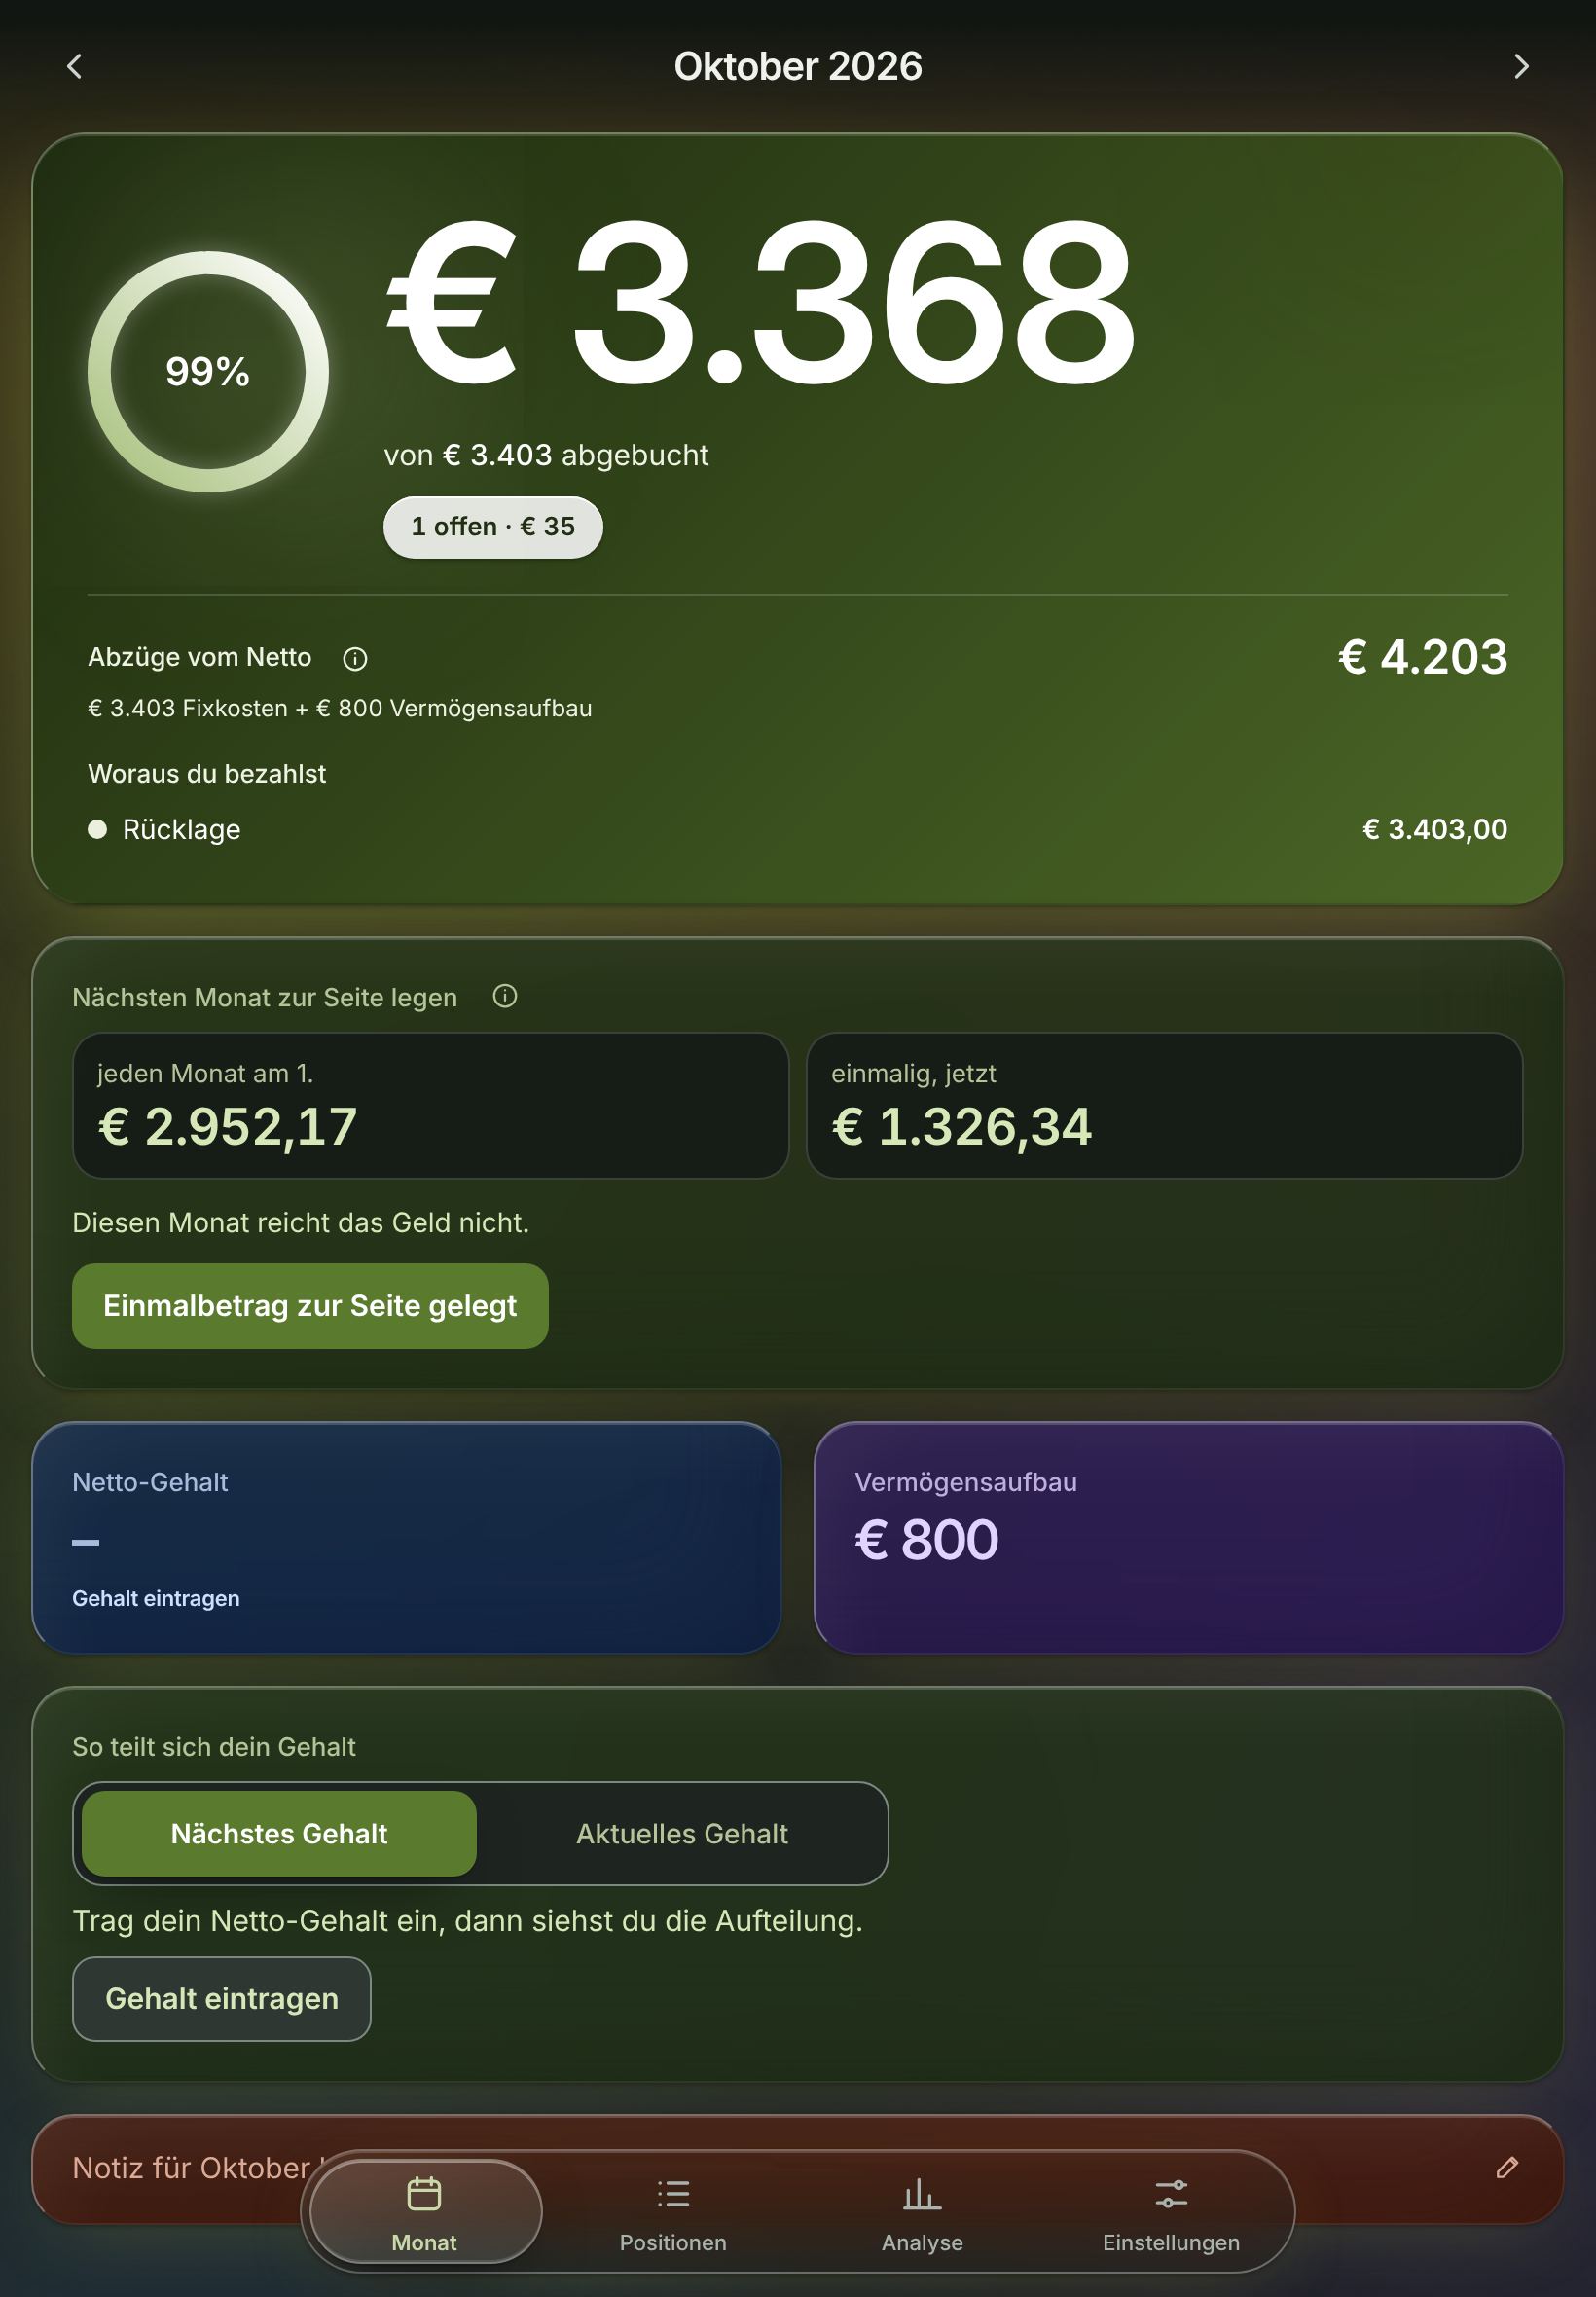 Oktober 2026
99%
€ 3.368
von € 3.403 abgebucht
1 offen · € 35
Abzüge vom Netto
€ 4.203
€ 3.403 Fixkosten + € 800 Vermögensaufbau
Woraus du bezahlst
Rücklage
€ 3.403,00
Nächsten Monat zur Seite legen
jeden Monat am 1.
€ 2.952,17
einmalig, jetzt
€ 1.326,34
Diesen Monat reicht das Geld nicht.
Einmalbetrag zur Seite gelegt
Netto-Gehalt
–
Gehalt eintragen
Vermögensaufbau
€ 800
So teilt sich dein Gehalt
Nächstes Gehalt
Aktuelles Gehalt
Trag dein Netto-Gehalt ein, dann siehst du die Aufteilung.
Gehalt eintragen
Notiz für Oktober
Monat
Positionen
Analyse
Einstellungen